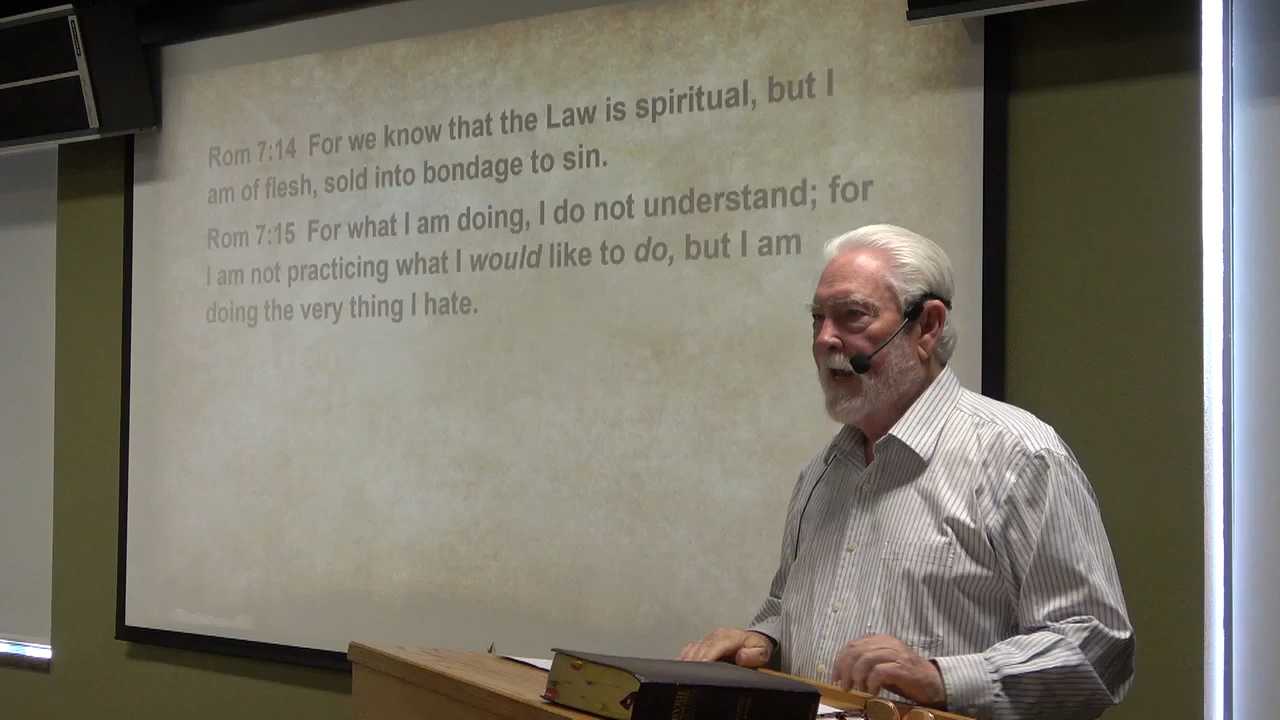 Rom 7:14 For we know that the Law is spiritual, but I
am of flesh, sold into bondage to sin.
Rom 7:15 For what I am doing, I do not understand; for
I am not practicing what I would like to do, but I am
doing the very thing I hate.